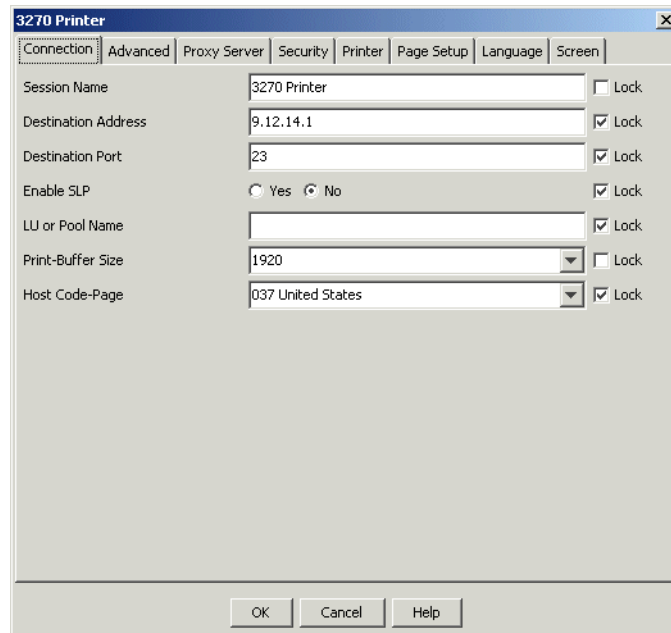 3270 Printer
Connection Advanced Proxy Server Security Printer Page Setup Language Screen
Session Name 3270 Printer Lock
Destination Address 9.12.14.1 Lock
Destination Port 23 Lock
Enable SLP Yes No Lock
LU or Pool Name Lock
Print-Buffer Size 1920 Lock
Host Code-Page 037 United States Lock
OK Cancel Help